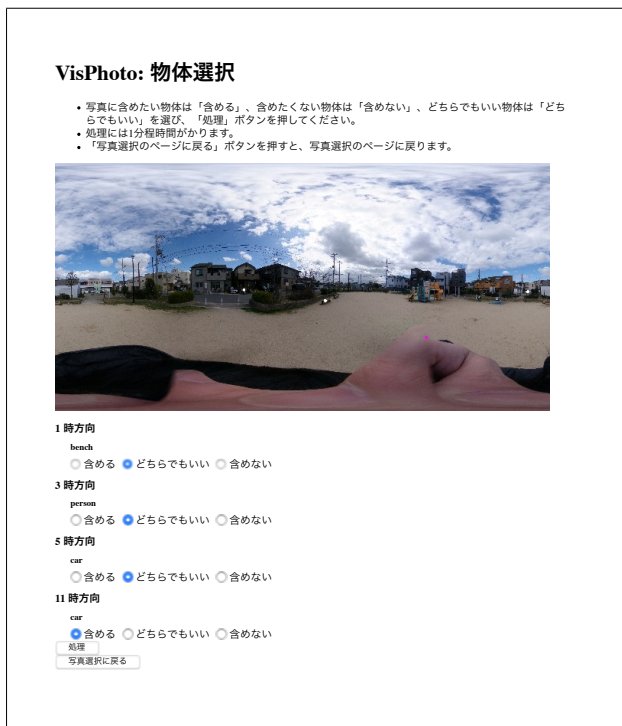 VisPhoto: 物体選択
• 写真に含めたい物体は「含める」、含めたくない物体は「含めない」、どちらでもいい物体は「どち
らでもいい」を選び、「処理」ボタンを押してください。
• 処理には1分程時間がかります。
• 「写真選択のページに戻る」ボタンを押すと、写真選択のページに戻ります。
1 時方向
bench
含める どちらでもいい 含めない
3 時方向
person
含める どちらでもいい 含めない
5 時方向
car
含める どちらでもいい 含めない
11 時方向
car
含める どちらでもいい 含めない
処理
写真選択に戻る